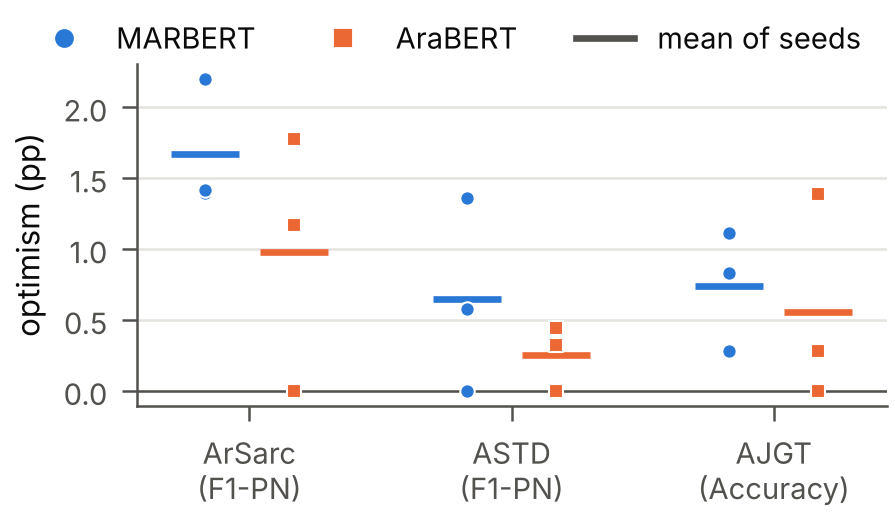 MARBERT AraBERT mean of seeds
optimism (pp)
2.0
1.5
1.0
0.5
0.0
ArSarc ASTD AJGT
(F1-PN) (F1-PN) (Accuracy)